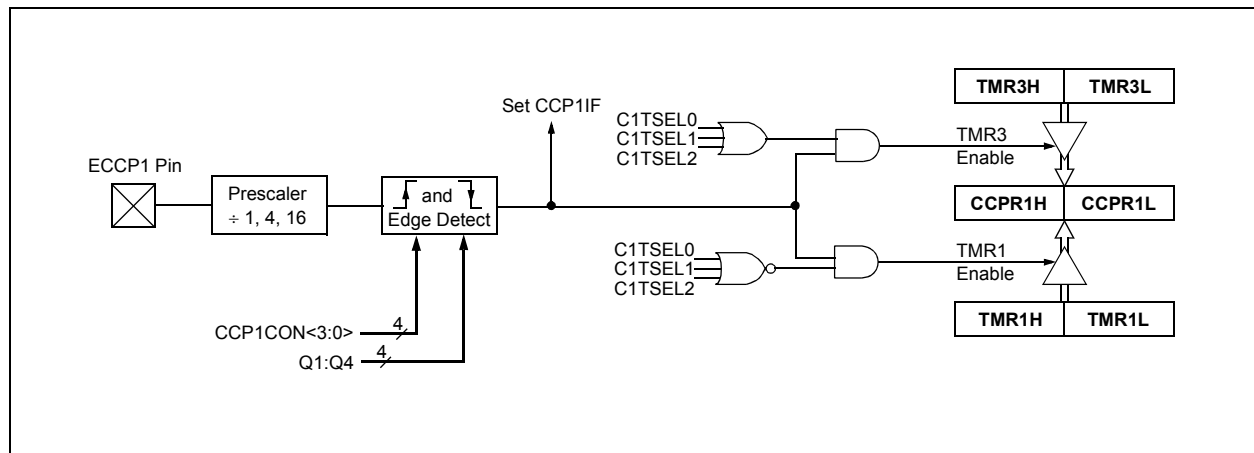 TMR3H TMR3L
Set CCP1IF
C1TSEL0
C1TSEL1
C1TSEL2
TMR3
Enable
ECCP1 Pin
Prescaler
÷ 1, 4, 16
and
Edge Detect
CCPR1H CCPR1L
C1TSEL0
C1TSEL1
C1TSEL2
TMR1
Enable
TMR1H TMR1L
CCP1CON<3:0> 4
Q1:Q4 4